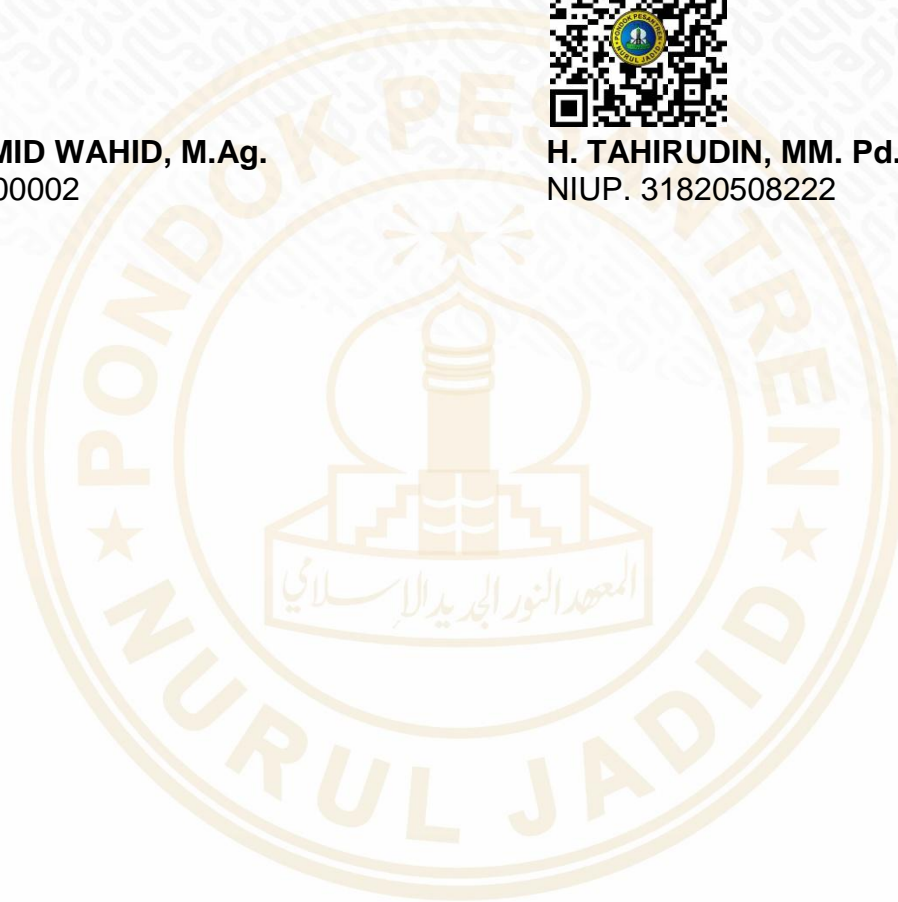 MID WAHID, M.Ag.
00002
H. TAHIRUDIN, MM. Pd.
NIUP. 31820508222
PONDOK PESANTREN
المعهد النور الجديد الإسلامي
NURUL JADID